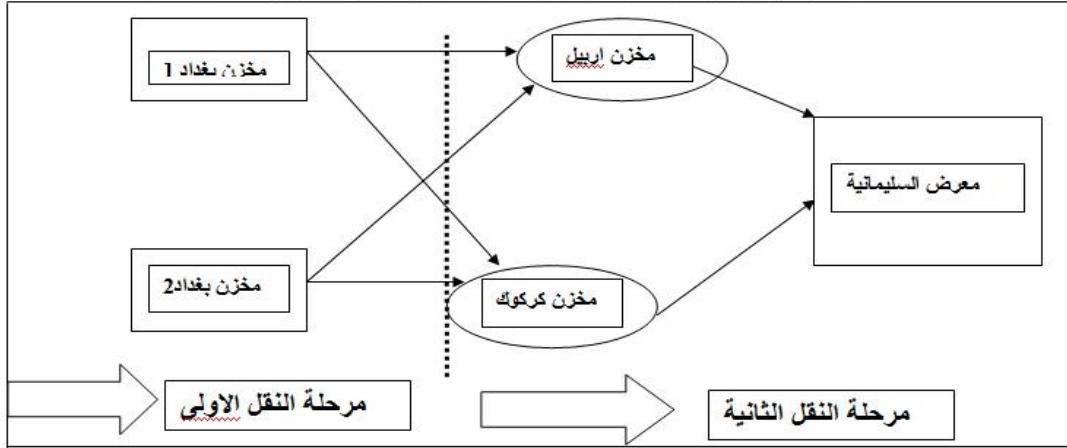 مخزن بغداد 1
مخزن اربيل
معرض السليمانية
مخزن بغداد2
مخزن كركوك
مرحلة النقل الاولى
مرحلة النقل الثانية